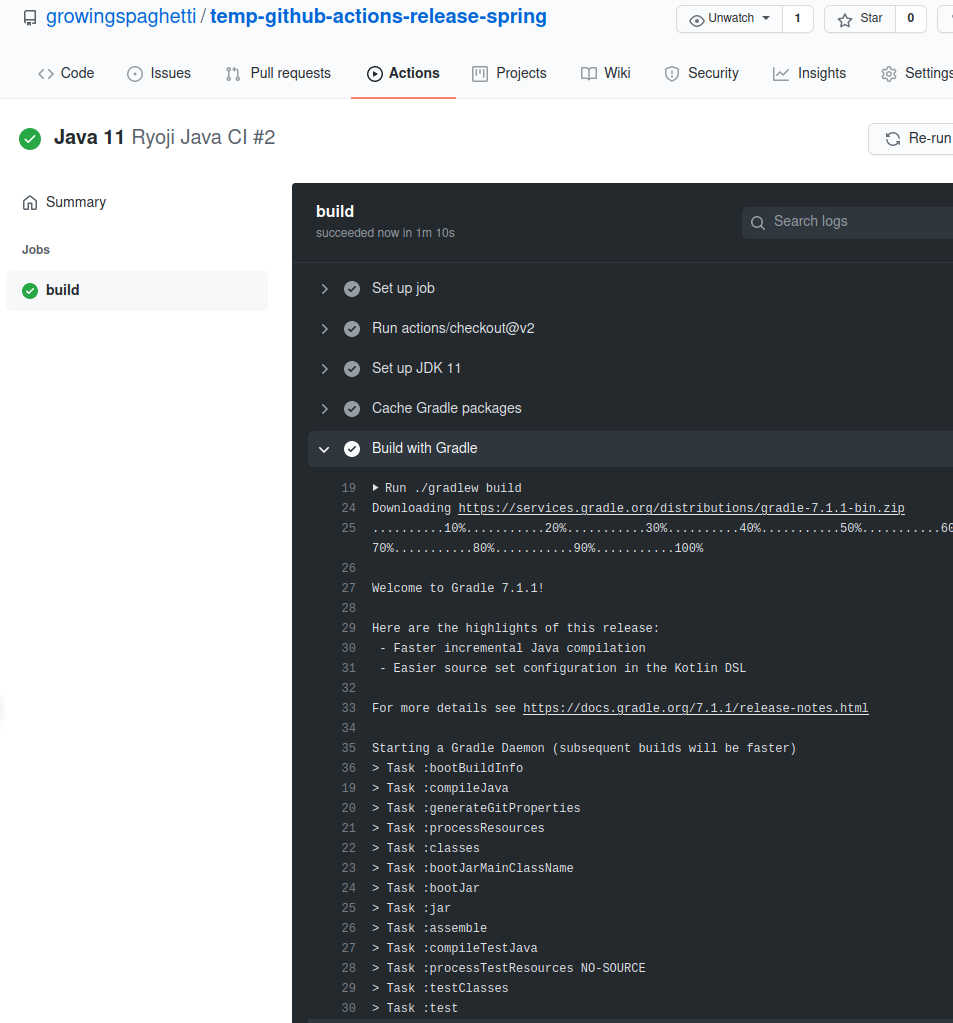 growingspaghetti / temp-github-actions-release-spring
Unwatch 1 Star 0
Code Issues Pull requests Actions Projects Wiki Security Insights Settings
Java 11 Ryoji Java CI #2
Re-run
Summary
Jobs
build
build
succeeded now in 1m 10s
Search logs
Set up job
Run actions/checkout@v2
Set up JDK 11
Cache Gradle packages
Build with Gradle
19 Run ./gradlew build
24 Downloading https://services.gradle.org/distributions/gradle-7.1.1-bin.zip
25 ..........10%...........20%...........30%..........40%...........50%...........60
70%...........80%...........90%...........100%
26
27 Welcome to Gradle 7.1.1!
28
29 Here are the highlights of this release:
30 - Faster incremental Java compilation
31 - Easier source set configuration in the Kotlin DSL
32
33 For more details see https://docs.gradle.org/7.1.1/release-notes.html
34
35 Starting a Gradle Daemon (subsequent builds will be faster)
36 > Task :bootBuildInfo
19 > Task :compileJava
20 > Task :generateGitProperties
21 > Task :processResources
22 > Task :classes
23 > Task :bootJarMainClassName
24 > Task :bootJar
25 > Task :jar
26 > Task :assemble
27 > Task :compileTestJava
28 > Task :processTestResources NO-SOURCE
29 > Task :testClasses
30 > Task :test